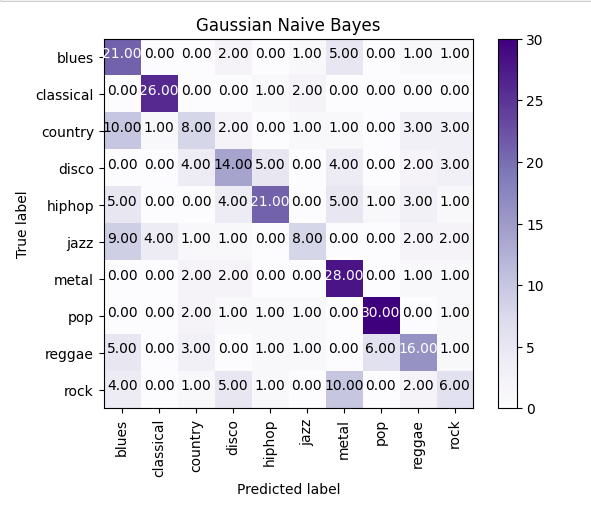 Gaussian Naive Bayes
True label
blues 21.00 0.00 0.00 2.00 0.00 1.00 5.00 0.00 1.00 1.00
classical 0.00 26.00 0.00 0.00 1.00 2.00 0.00 0.00 0.00 0.00
country 10.00 1.00 8.00 2.00 0.00 1.00 1.00 0.00 3.00 3.00
disco 0.00 0.00 4.00 14.00 5.00 0.00 4.00 0.00 2.00 3.00
hiphop 5.00 0.00 0.00 4.00 21.00 0.00 5.00 1.00 3.00 1.00
jazz 9.00 4.00 1.00 1.00 0.00 8.00 0.00 0.00 2.00 2.00
metal 0.00 0.00 2.00 2.00 0.00 0.00 28.00 0.00 1.00 1.00
pop 0.00 0.00 2.00 1.00 1.00 1.00 0.00 30.00 0.00 1.00
reggae 5.00 0.00 3.00 0.00 1.00 1.00 0.00 6.00 16.00 1.00
rock 4.00 0.00 1.00 5.00 1.00 0.00 10.00 0.00 2.00 6.00
blues classical country disco hiphop jazz metal pop reggae rock
Predicted label
30
25
20
15
10
5
0